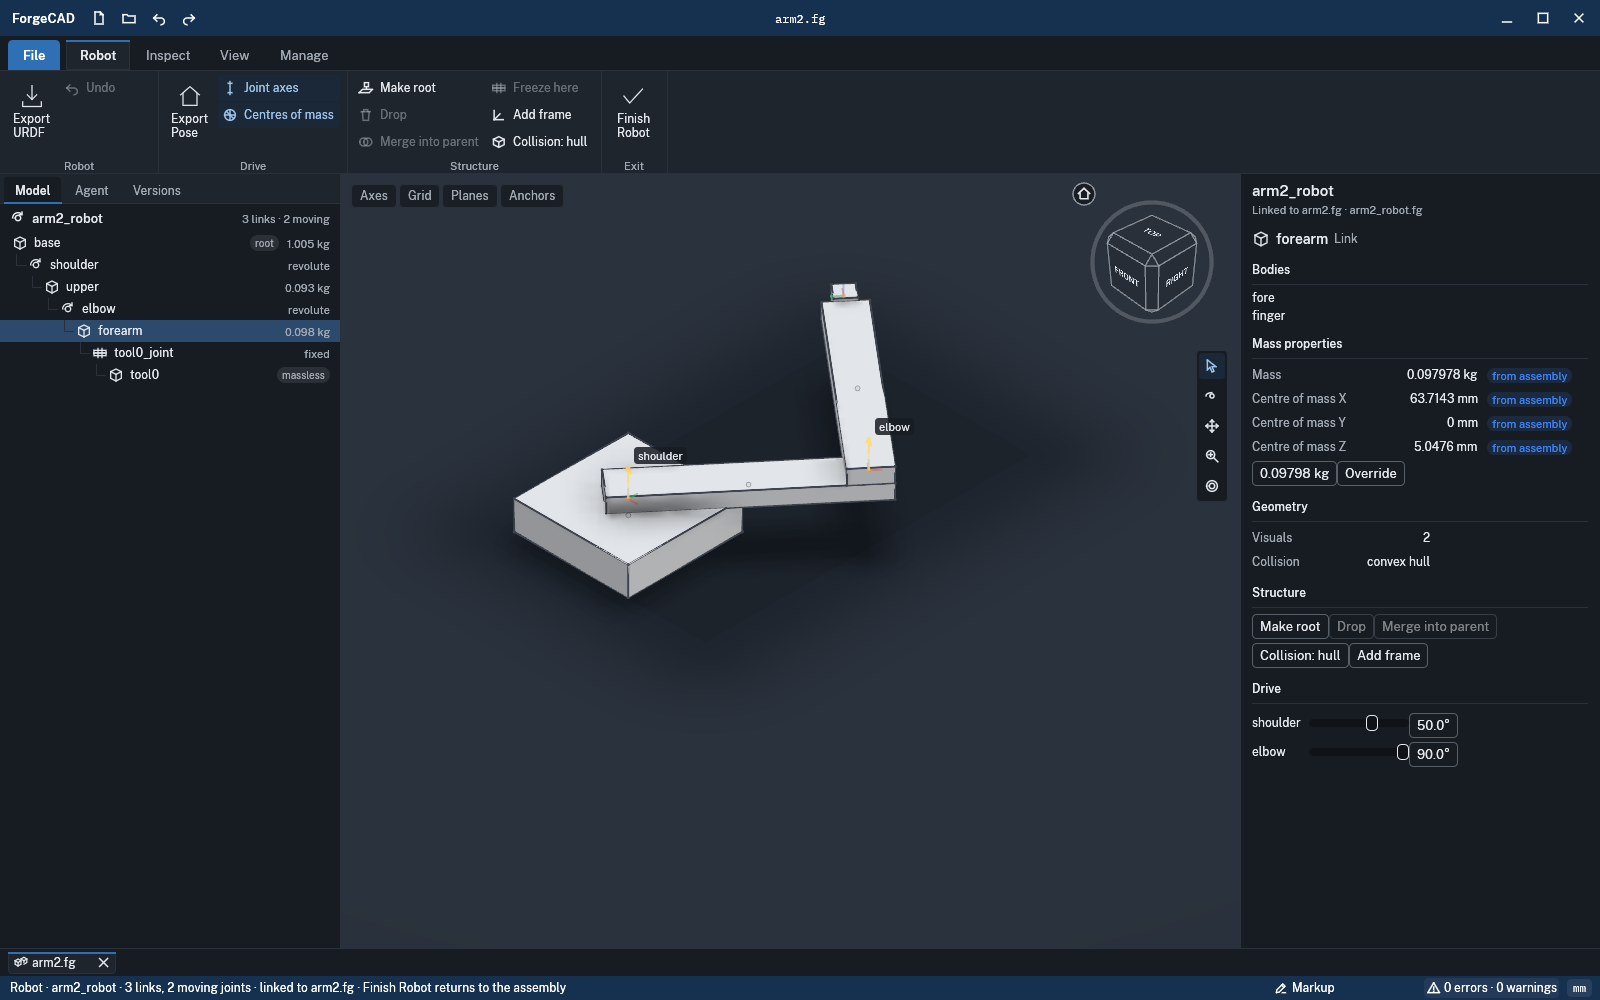 ForgeCAD
arm2.fg
File Robot Inspect View Manage
Export URDF
Undo
Robot
Export Pose
Joint axes
Centres of mass
Drive
Make root
Drop
Merge into parent
Freeze here
Add frame
Collision: hull
Structure
Finish Robot
Exit
Model Agent Versions
arm2_robot 3 links · 2 moving
base root 1.005 kg
shoulder revolute
upper 0.093 kg
elbow revolute
forearm 0.098 kg
tool0_joint fixed
tool0 massless
Axes Grid Planes Anchors
TOP
FRONT
RIGHT
elbow
shoulder
arm2_robot
Linked to arm2.fg · arm2_robot.fg
forearm Link
Bodies
fore
finger
Mass properties
Mass 0.097978 kg from assembly
Centre of mass X 63.7143 mm from assembly
Centre of mass Y 0 mm from assembly
Centre of mass Z 5.0476 mm from assembly
0.09798 kg Override
Geometry
Visuals 2
Collision convex hull
Structure
Make root Drop Merge into parent
Collision: hull Add frame
Drive
shoulder 50.0°
elbow 90.0°
arm2.fg
Robot · arm2_robot · 3 links, 2 moving joints · linked to arm2.fg · Finish Robot returns to the assembly
Markup
0 errors · 0 warnings
mm